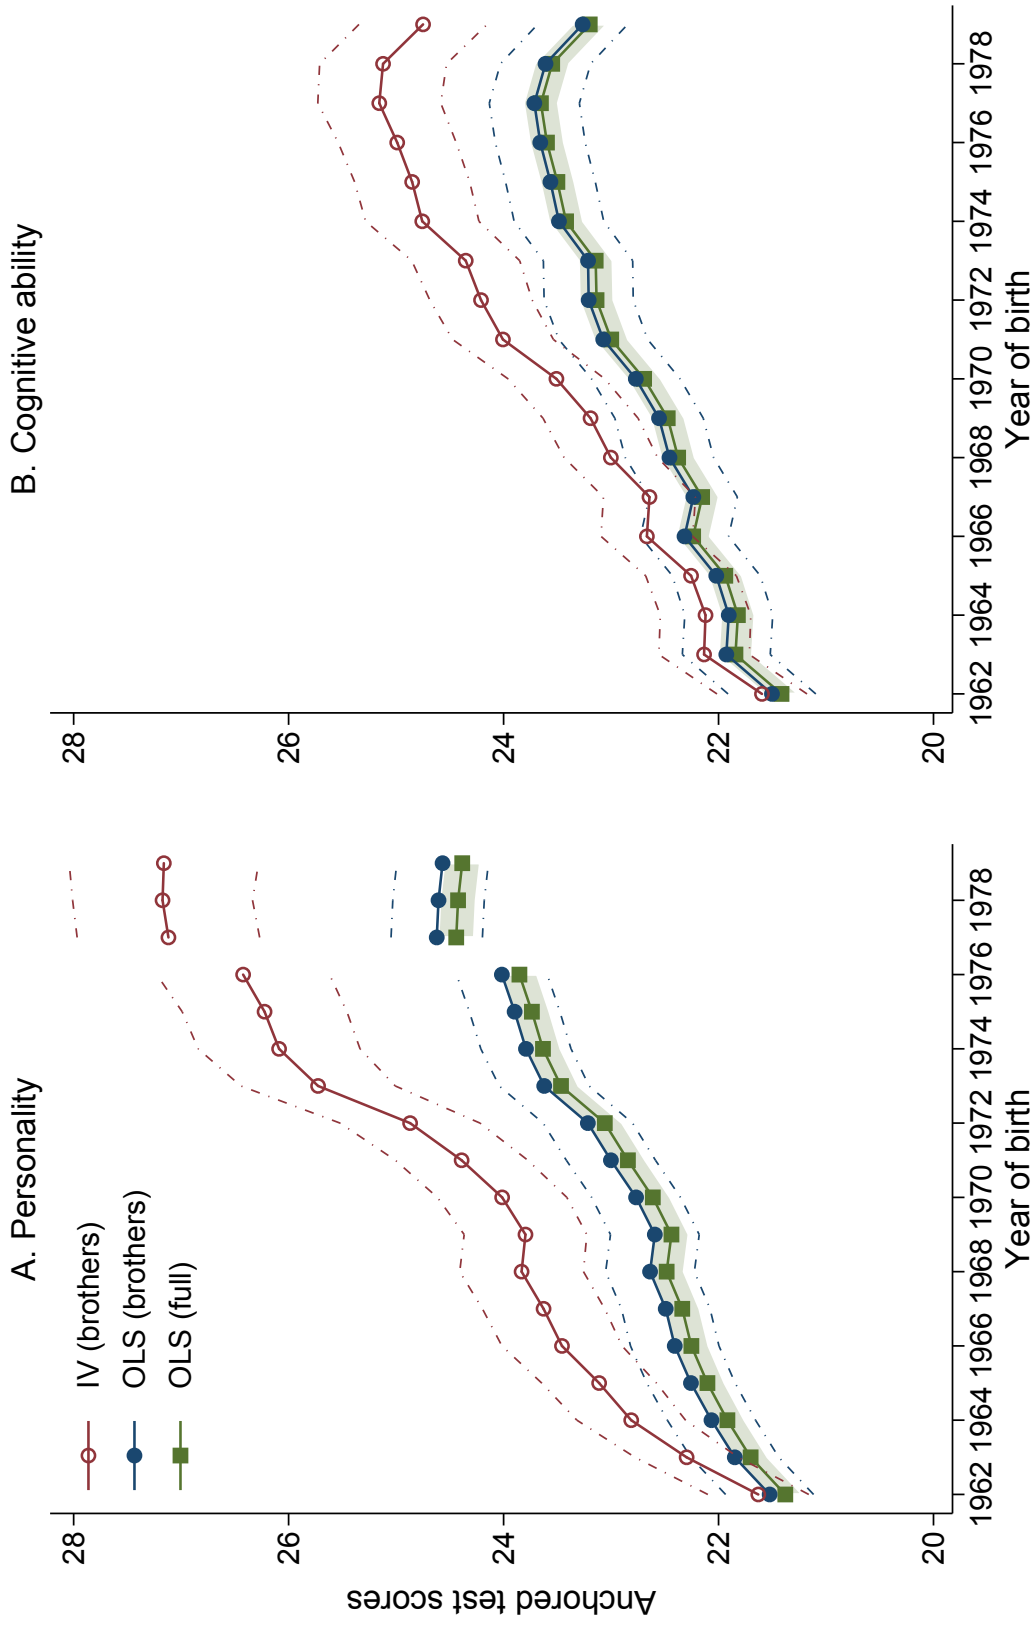 A. Personality
IV (brothers)
OLS (brothers)
OLS (full)
Anchored test scores
28
26
24
22
20
1962 1964 1966 1968 1970 1972 1974 1976 1978
Year of birth
B. Cognitive ability
28
26
24
22
20
1962 1964 1966 1968 1970 1972 1974 1976 1978
Year of birth